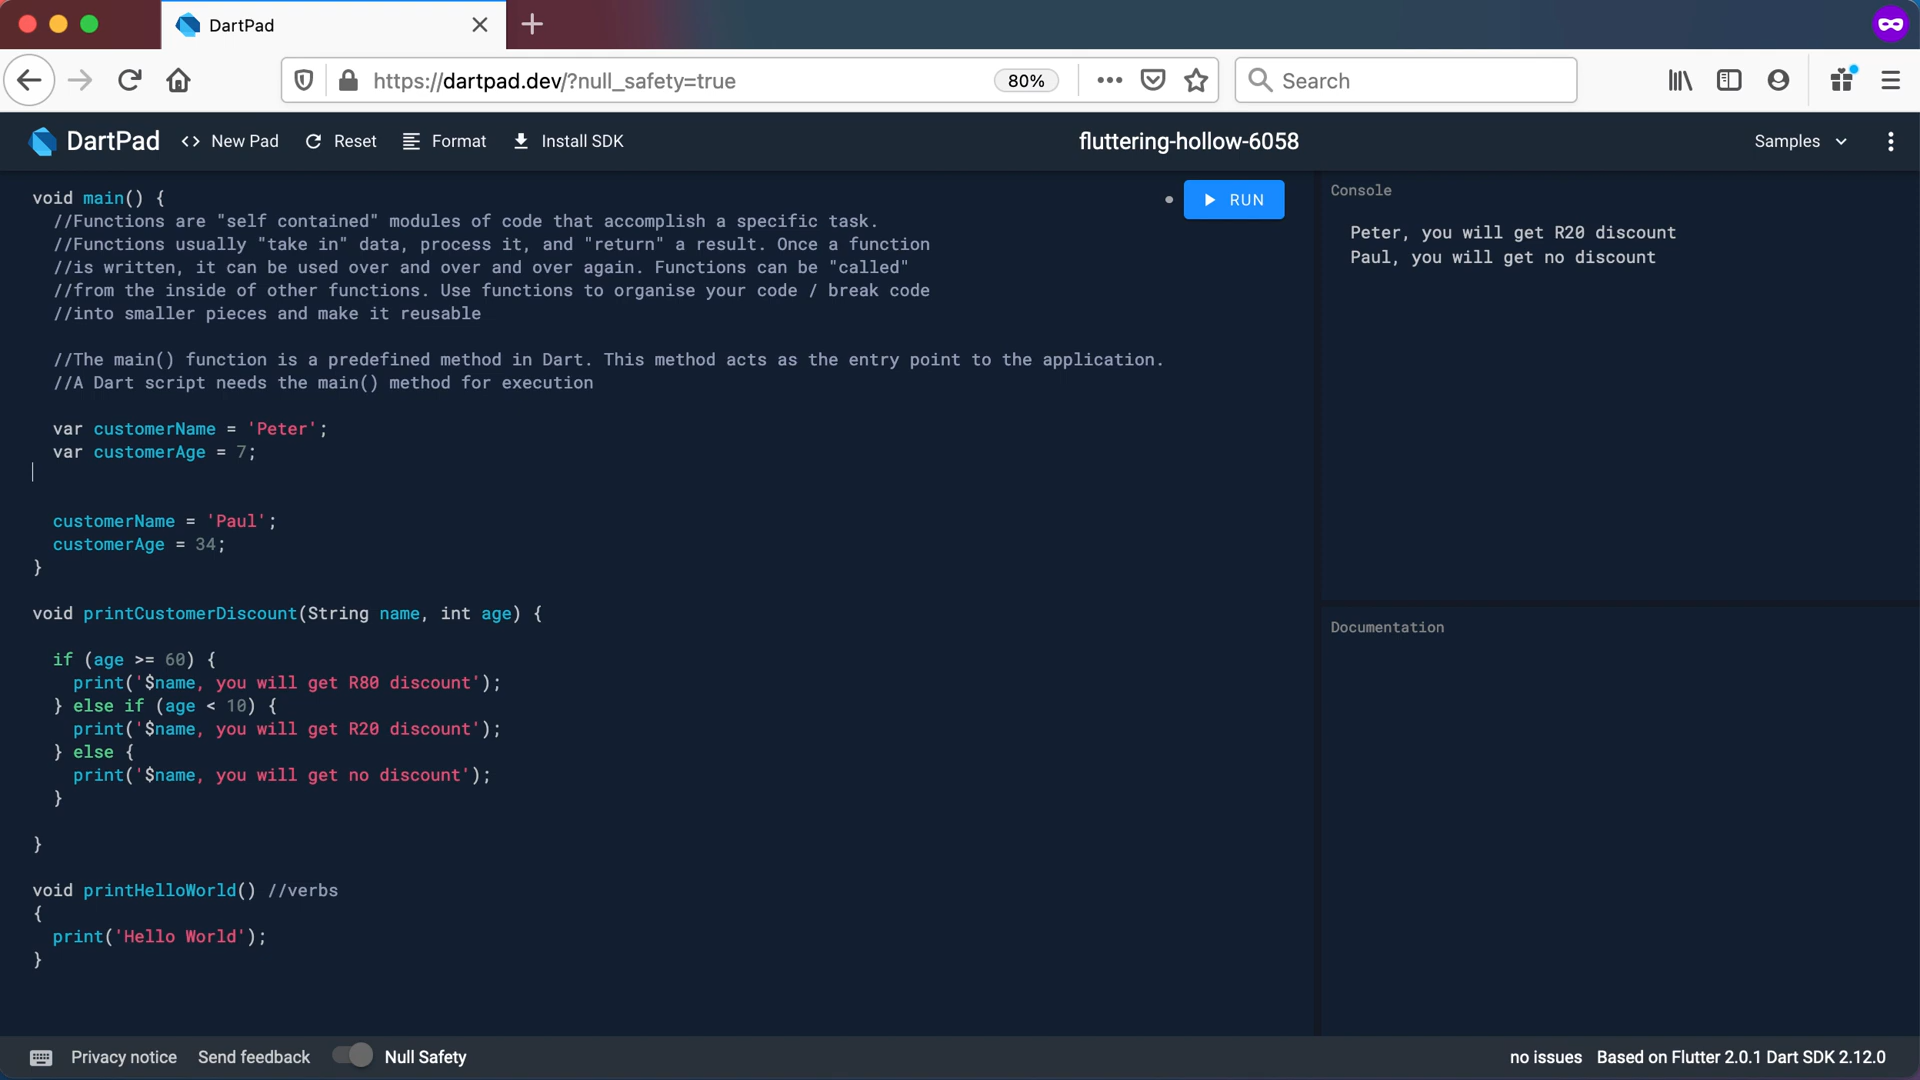 DartPad
https://dartpad.dev/?null_safety=true
80%
Search
DartPad
New Pad
Reset
Format
Install SDK
fluttering-hollow-6058
Samples
void main() {
//Functions are "self contained" modules of code that accomplish a specific task.
//Functions usually "take in" data, process it, and "return" a result. Once a function
//is written, it can be used over and over and over again. Functions can be "called"
//from the inside of other functions. Use functions to organise your code / break code
//into smaller pieces and make it reusable
//The main() function is a predefined method in Dart. This method acts as the entry point to the application.
//A Dart script needs the main() method for execution
var customerName = 'Peter';
var customerAge = 7;
customerName = 'Paul';
customerAge = 34;
}
void printCustomerDiscount(String name, int age) {
if (age >= 60) {
print('$name, you will get R80 discount');
} else if (age < 10) {
print('$name, you will get R20 discount');
} else {
print('$name, you will get no discount');
}
}
void printHelloWorld() //verbs
{
print('Hello World');
}
RUN
Console
Peter, you will get R20 discount
Paul, you will get no discount
Documentation
Privacy notice
Send feedback
Null Safety
no issues
Based on Flutter 2.0.1 Dart SDK 2.12.0